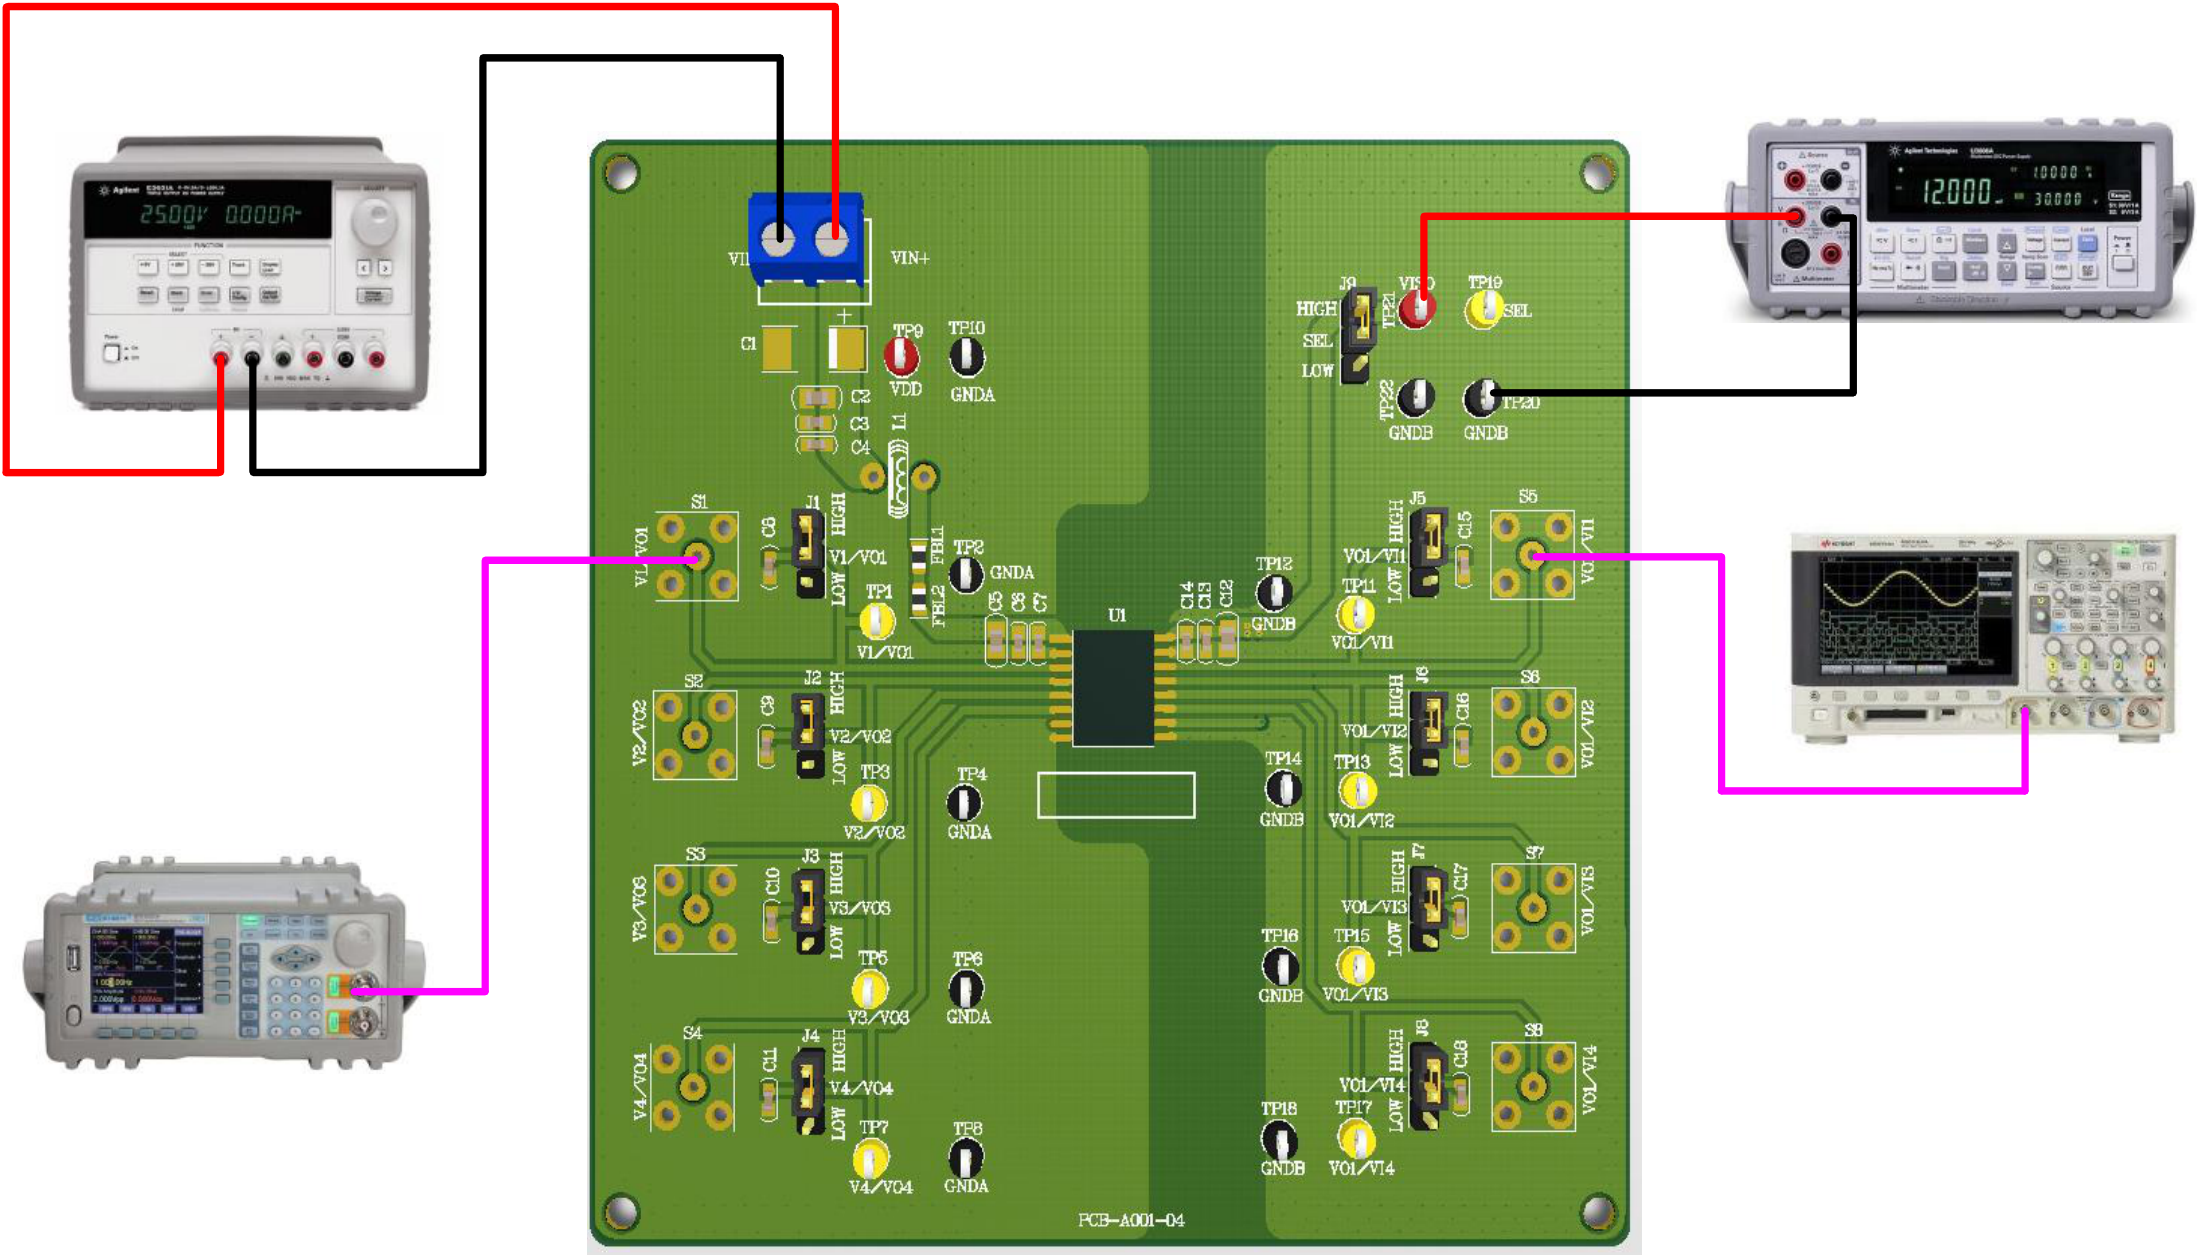 Agilent E3631A
25.00V 0.000A
FUNCTION
Agilent Technologies U3606A
12.000
1.0000
30.000
VIN+
C1
+
TP9
VDD
TP10
GNDA
C2
C3
C4
L1
J9
HIGH
SEL
LOW
TP21
VISO
TP19
SEL
TP22
GNDB
TP20
GNDB
S1
V1/VO1
C8
J1
HIGH
V1/VO1
LOW
TP1
V1/VO1
FBL1
FBL2
TP2
GNDA
C5
C6
C7
U1
C14
C13
C12
TP12
GNDB
TP11
VO1/VI1
J5
HIGH
VO1/VI1
LOW
C15
S5
VO1/VI1
S2
V2/VO2
C9
J2
HIGH
V2/VO2
LOW
TP3
V2/VO2
TP4
GNDA
TP14
GNDB
TP13
VO1/VI2
J6
HIGH
VO1/VI2
LOW
C16
S6
VO1/VI2
S3
V3/VO3
C10
J3
HIGH
V3/VO3
LOW
TP5
V3/VO3
TP6
GNDA
TP16
GNDB
TP15
VO1/VI3
J7
HIGH
VO1/VI3
LOW
C17
S7
VO1/VI3
S4
V4/VO4
C11
J4
HIGH
V4/VO4
LOW
TP7
V4/VO4
TP8
GNDA
TP18
GNDB
TP17
VO1/VI4
J8
HIGH
VO1/VI4
LOW
C18
S8
VO1/VI4
PCB-A001-04